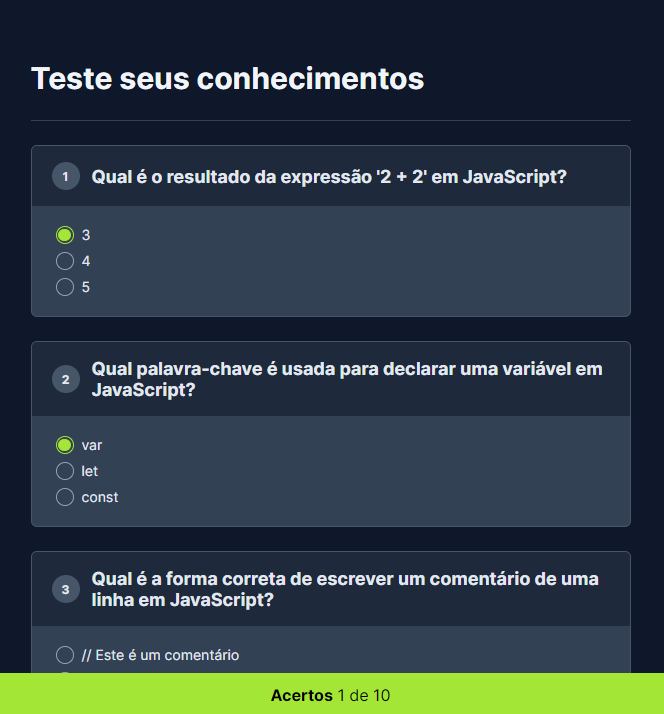 Teste seus conhecimentos
1
Qual é o resultado da expressão '2 + 2' em JavaScript?
3
4
5
2
Qual palavra-chave é usada para declarar uma variável em
JavaScript?
var
let
const
3
Qual é a forma correta de escrever um comentário de uma
linha em JavaScript?
// Este é um comentário
Acertos 1 de 10